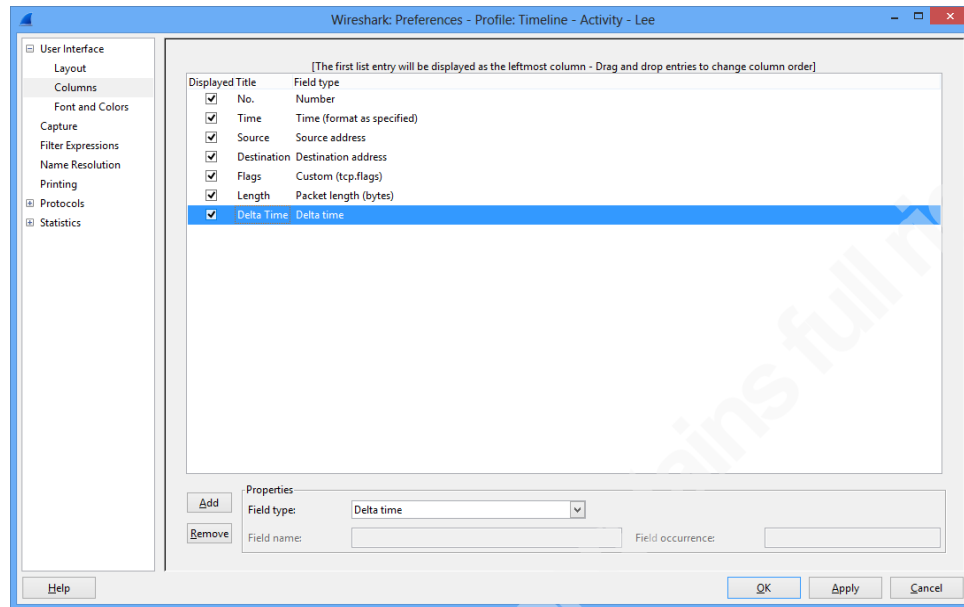 Wireshark: Preferences - Profile: Timeline - Activity - Lee
User Interface
Layout
Columns
Font and Colors
Capture
Filter Expressions
Name Resolution
Printing
Protocols
Statistics
[The first list entry will be displayed as the leftmost column - Drag and drop entries to change column order]
Displayed Title Field type
No. Number
Time Time (format as specified)
Source Source address
Destination Destination address
Flags Custom (tcp.flags)
Length Packet length (bytes)
Delta Time Delta time
Add
Remove
Properties
Field type: Delta time
Field name: Field occurrence:
Help OK Apply Cancel
ains full